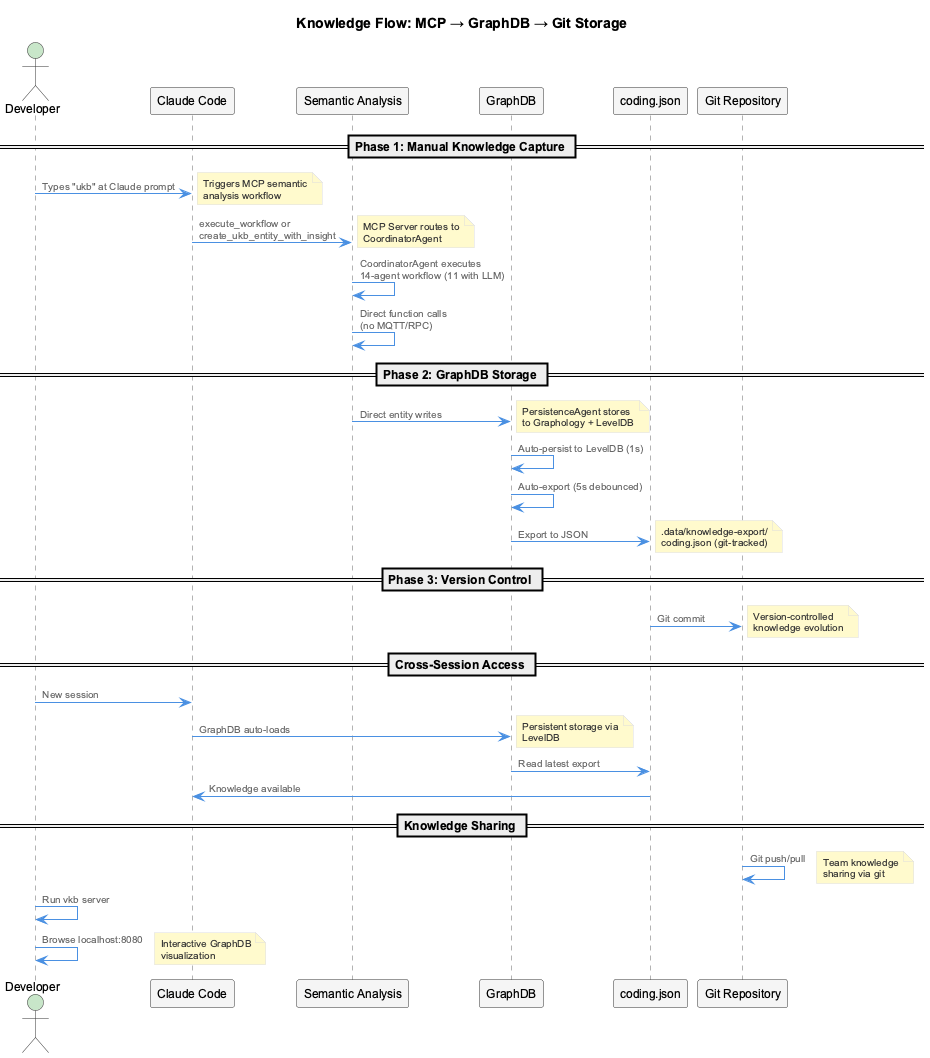 Knowledge Flow: MCP → GraphDB → Git Storage
Developer
Claude Code
Semantic Analysis
GraphDB
coding.json
Git Repository
Phase 1: Manual Knowledge Capture
Types "ukb" at Claude prompt
Triggers MCP semantic
analysis workflow
execute_workflow or
create_ukb_entity_with_insight
MCP Server routes to
CoordinatorAgent
CoordinatorAgent executes
14-agent workflow (11 with LLM)
Direct function calls
(no MQTT/RPC)
Phase 2: GraphDB Storage
Direct entity writes
PersistenceAgent stores
to Graphology + LevelDB
Auto-persist to LevelDB (1s)
Auto-export (5s debounced)
Export to JSON
.data/knowledge-export/
coding.json (git-tracked)
Phase 3: Version Control
Git commit
Version-controlled
knowledge evolution
Cross-Session Access
New session
GraphDB auto-loads
Persistent storage via
LevelDB
Read latest export
Knowledge available
Knowledge Sharing
Git push/pull
Team knowledge
sharing via git
Run vkb server
Browse localhost:8080
Interactive GraphDB
visualization
Developer
Claude Code
Semantic Analysis
GraphDB
coding.json
Git Repository